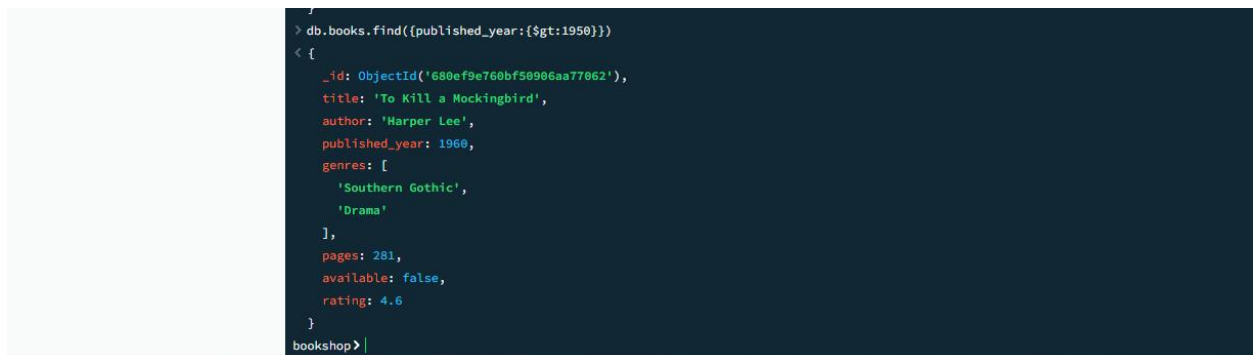 }
> db.books.find({published_year:{$gt:1950}})
< {
_id: ObjectId('680ef9e760bf50906aa77062'),
title: 'To Kill a Mockingbird',
author: 'Harper Lee',
published_year: 1960,
genres: [
'Southern Gothic',
'Drama'
],
pages: 281,
available: false,
rating: 4.6
}
bookshop>